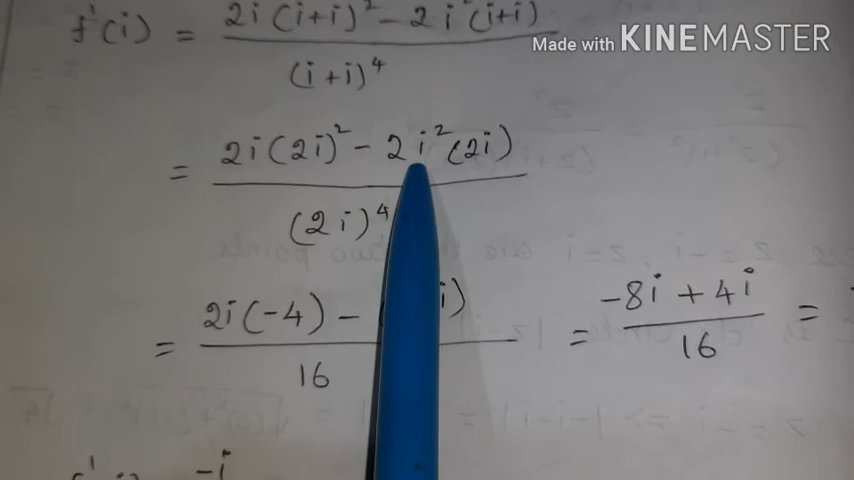 f'(i) = 2i(i+i)² - 2i²(i+i) / (i+i)⁴
Made with KINEMASTER
= 2i(2i)² - 2i²(2i) / (2i)⁴
= 2i(-4) - ( i) / 16 = -8i + 4i / 16 =
-i